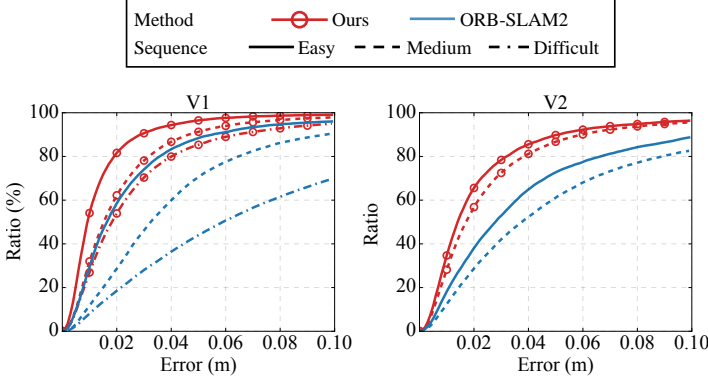 Method Ours ORB-SLAM2
Sequence Easy Medium Difficult
V1
Ratio (%)
100
80
60
40
20
0
0.02 0.04 0.06 0.08 0.10
Error (m)
V2
Ratio
100
80
60
40
20
0
0.02 0.04 0.06 0.08 0.10
Error (m)